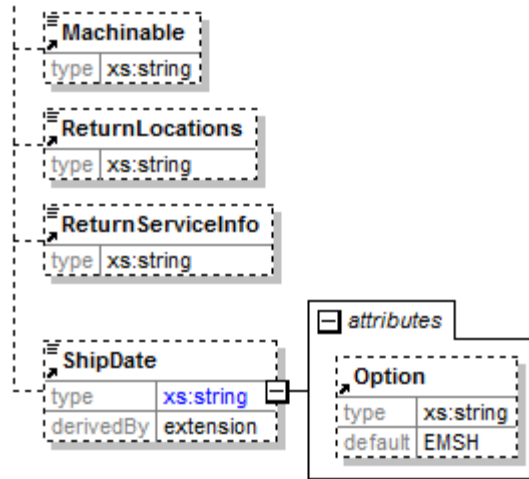 Machinable
type xs:string
ReturnLocations
type xs:string
ReturnServiceInfo
type xs:string
ShipDate
type xs:string
derivedBy extension
attributes
Option
type xs:string
default EMSH